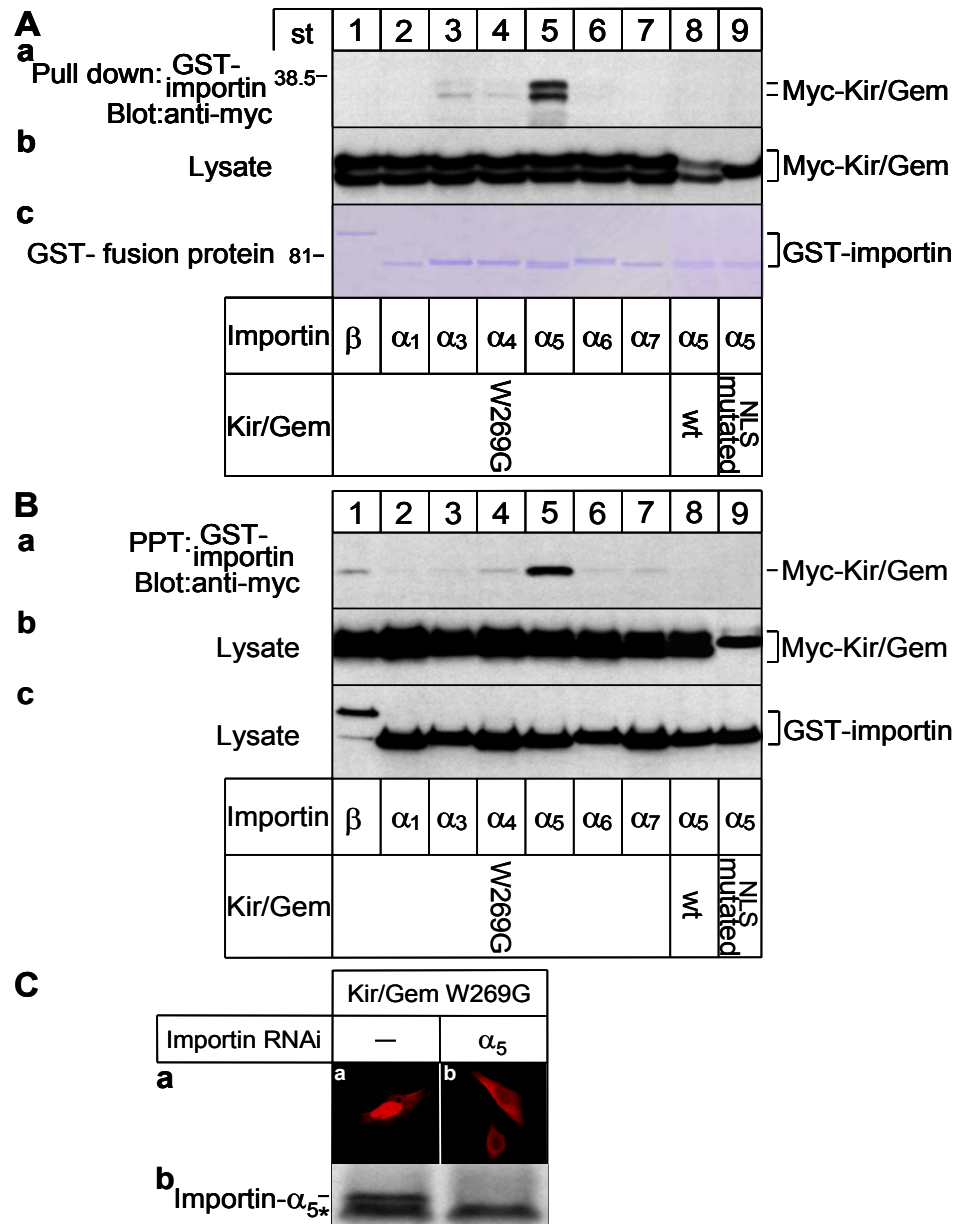 A
st 1 2 3 4 5 6 7 8 9
a
Pull down: GST-importin
38.5–
Blot:anti-myc
Myc-Kir/Gem
b
Lysate
Myc-Kir/Gem
c
GST- fusion protein 81–
GST-importin
Importin β α1 α3 α4 α5 α6 α7 α5 α5
Kir/Gem W269G wt NLS mutated
B
1 2 3 4 5 6 7 8 9
a
PPT: GST-importin
Blot:anti-myc
Myc-Kir/Gem
b
Lysate
Myc-Kir/Gem
c
Lysate
GST-importin
Importin β α1 α3 α4 α5 α6 α7 α5 α5
Kir/Gem W269G wt NLS mutated
C
Kir/Gem W269G
Importin RNAi — α5
a
a b
b
Importin-α5*